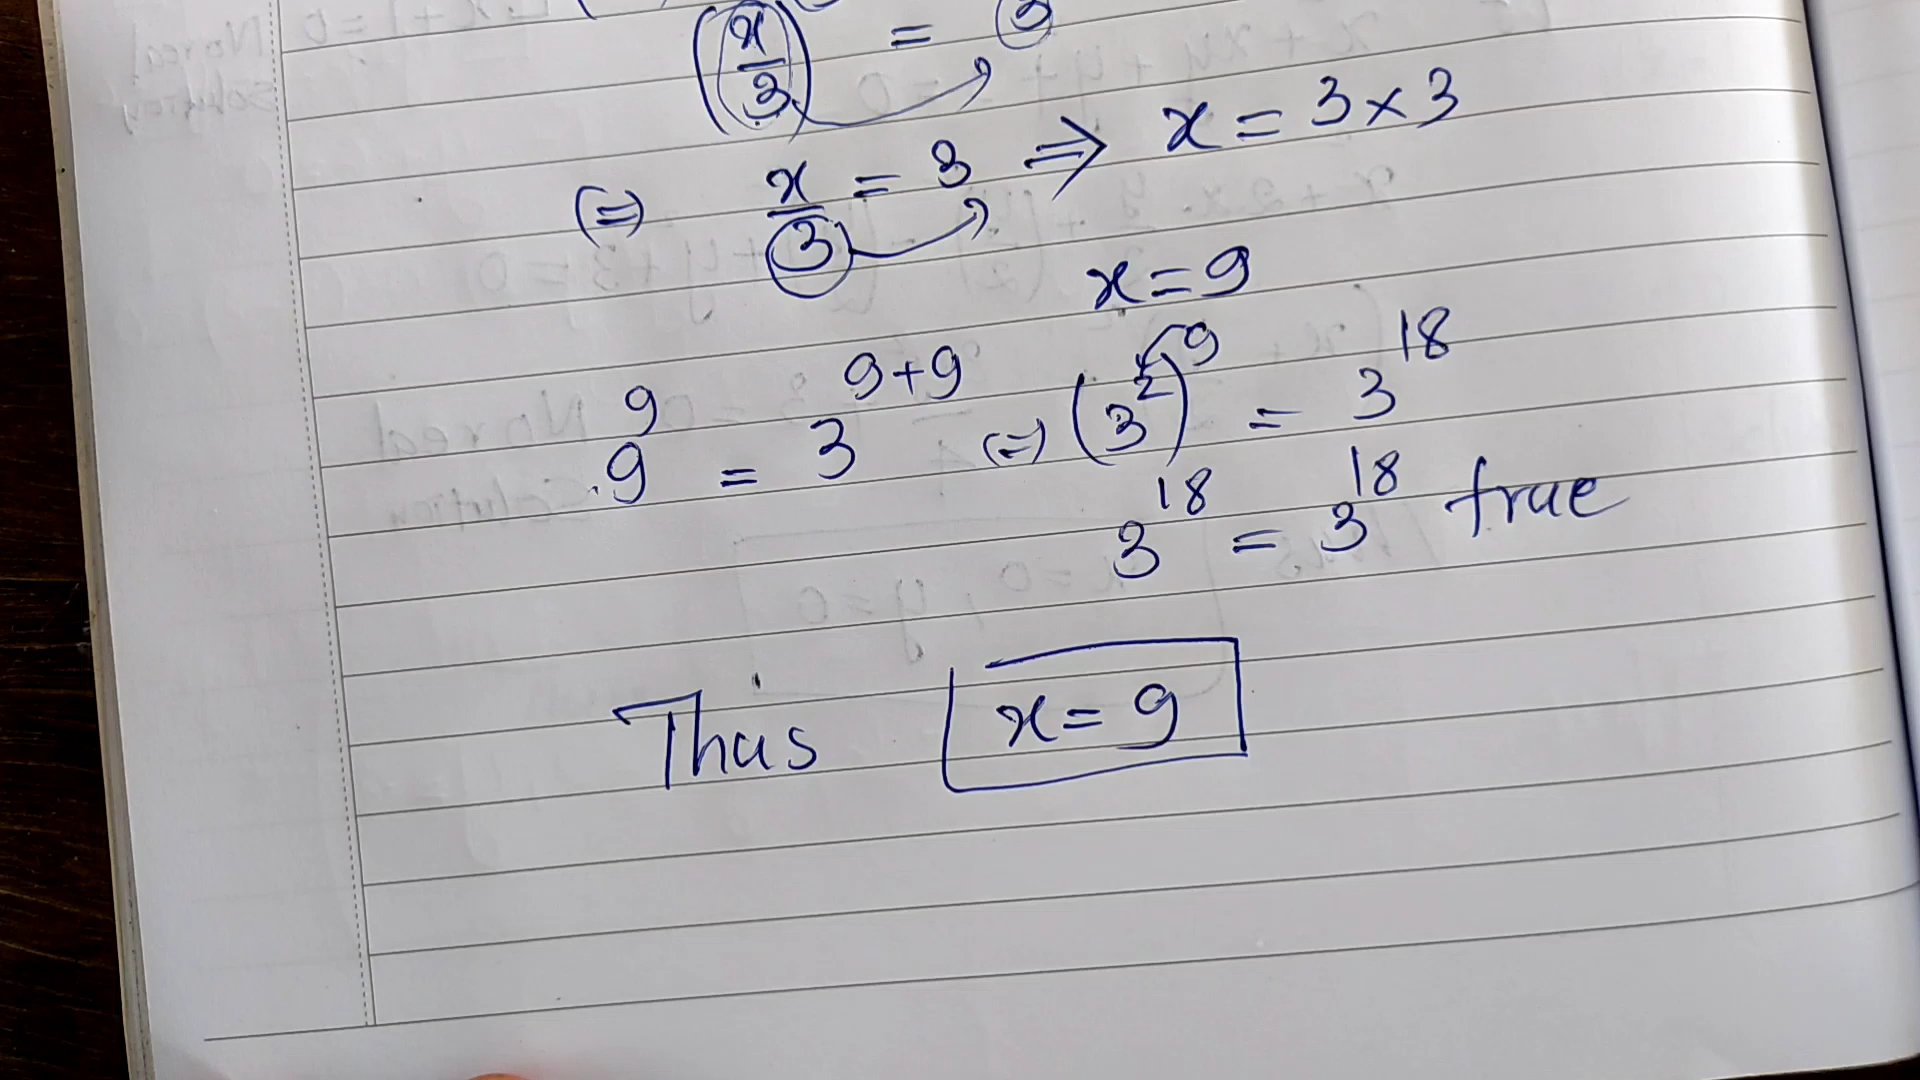 (x/3) = 3
(=) x/3 = 3 ⇒ x = 3×3
x = 9
9^9 = 3^(9+9) (=) (3^2)^9 = 3^18
3^18 = 3^18 true
Thus x = 9